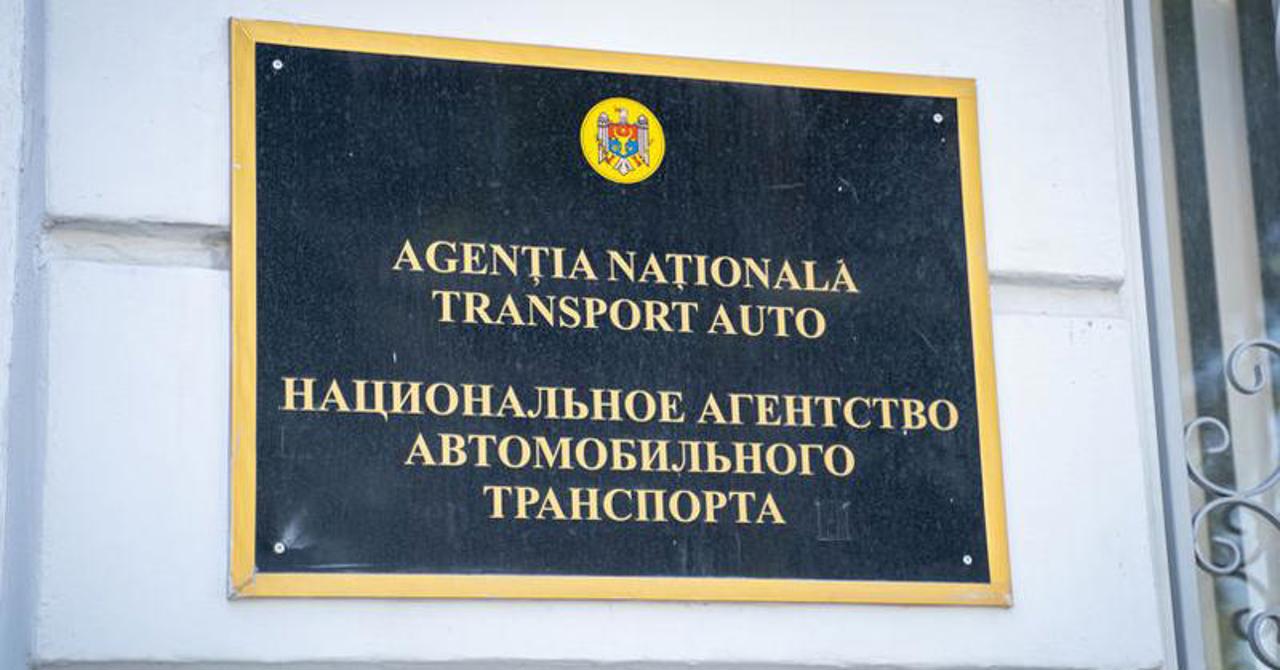 AGENȚIA NAȚIONALĂ
TRANSPORT AUTO
НАЦИОНАЛЬНОЕ АГЕНТСТВО
АВТОМОБИЛЬНОГО
ТРАНСПОРТА